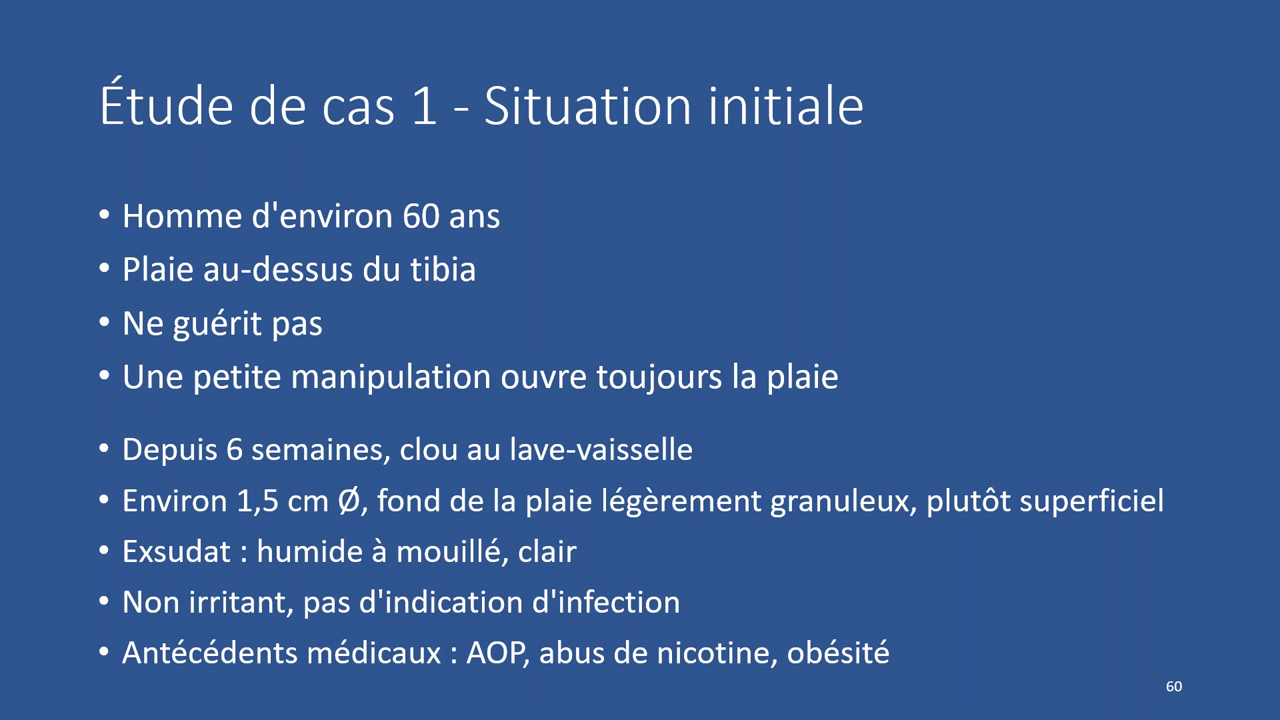 Étude de cas 1 - Situation initiale
• Homme d'environ 60 ans
• Plaie au-dessus du tibia
• Ne guérit pas
• Une petite manipulation ouvre toujours la plaie
• Depuis 6 semaines, clou au lave-vaisselle
• Environ 1,5 cm Ø, fond de la plaie légèrement granuleux, plutôt superficiel
• Exsudat : humide à mouillé, clair
• Non irritant, pas d'indication d'infection
• Antécédents médicaux : AOP, abus de nicotine, obésité
60